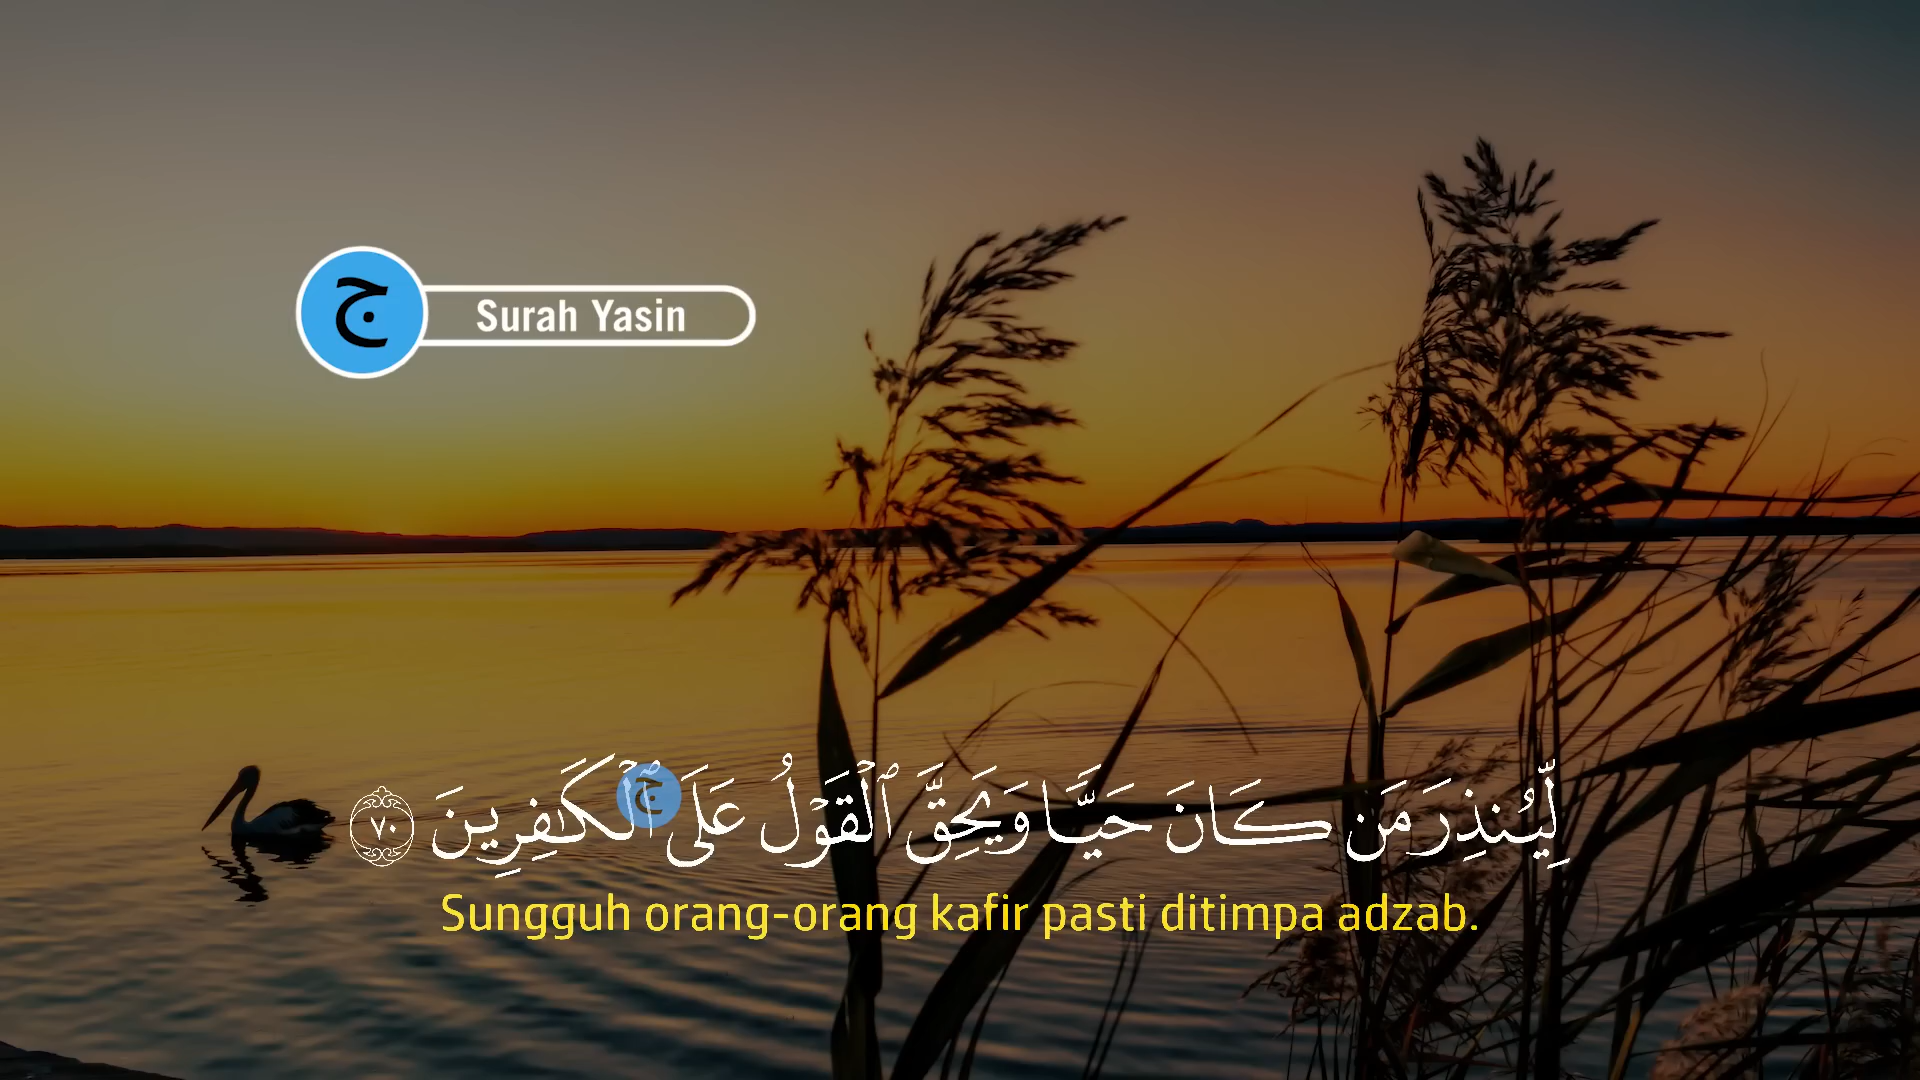 ج
Surah Yasin
لِّيُنذِرَ مَن كَانَ حَيًّا وَيَحِقَّ ٱلْقَوْلُ عَلَى ٱلْكَٰفِرِينَ ٧٠
ج
Sungguh orang-orang kafir pasti ditimpa adzab.